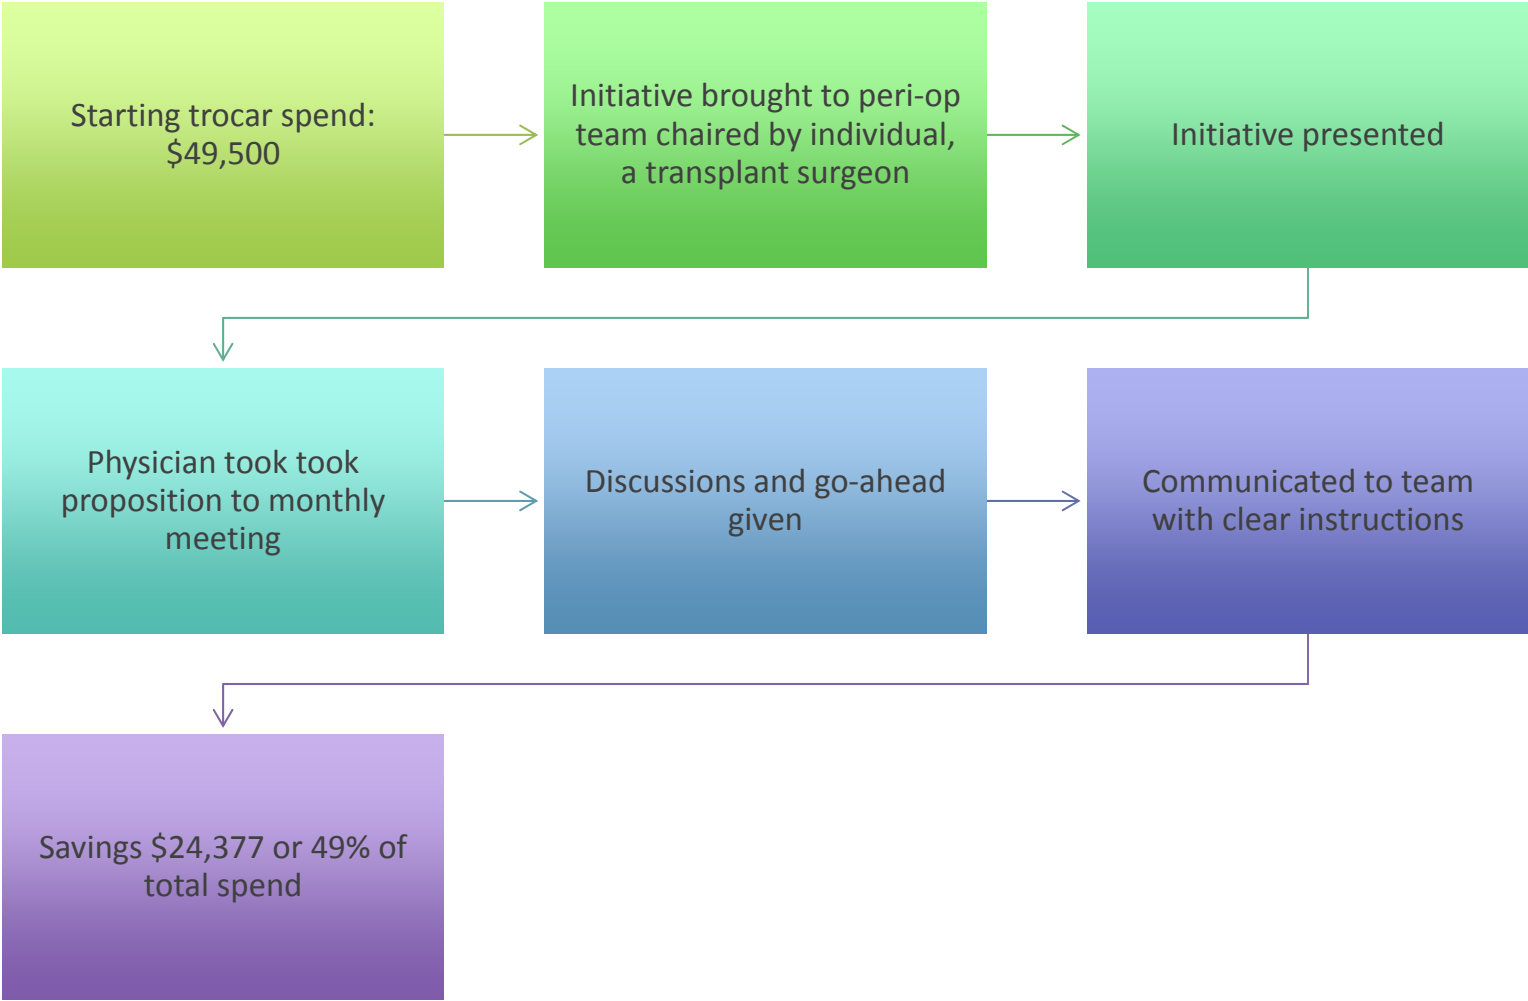 Starting trocar spend:
$49,500
Initiative brought to peri-op
team chaired by individual,
a transplant surgeon
Initiative presented
Physician took took
proposition to monthly
meeting
Discussions and go-ahead
given
Communicated to team
with clear instructions
Savings $24,377 or 49% of
total spend